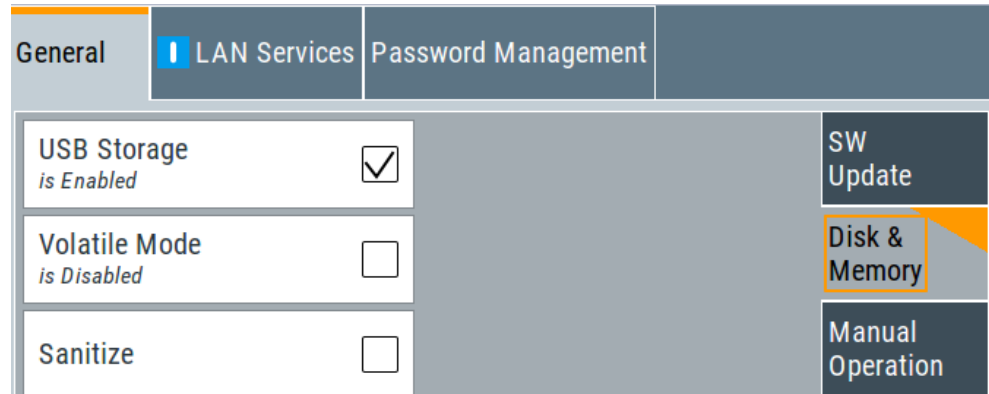 General
LAN Services
Password Management
USB Storage
is Enabled
SW
Update
Volatile Mode
is Disabled
Disk &
Memory
Sanitize
Manual
Operation